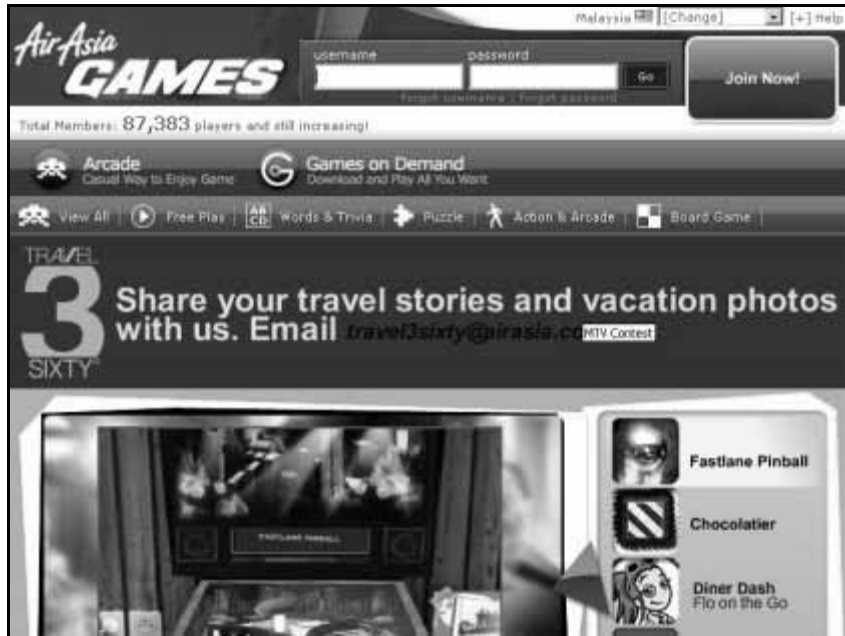 Malaysia [Change] [+] Help
Air Asia
GAMES
username password
Go
Join Now!
forgot username | forgot password
Total Members: 87,383 players and still increasing!
Arcade
Casual Way to Enjoy Game
Games on Demand
Download and Play All You Want
View All | Free Play | AB CD Words & Trivia | Puzzle | Action & Arcade | Board Game |
TRAVEL
3
SIXTY°
Share your travel stories and vacation photos
with us. Email travel3sixty@airasia.co MTV Contest
Fastlane Pinball
FASTLANE PINBALL
Chocolatier
Diner Dash
Flo on the Go